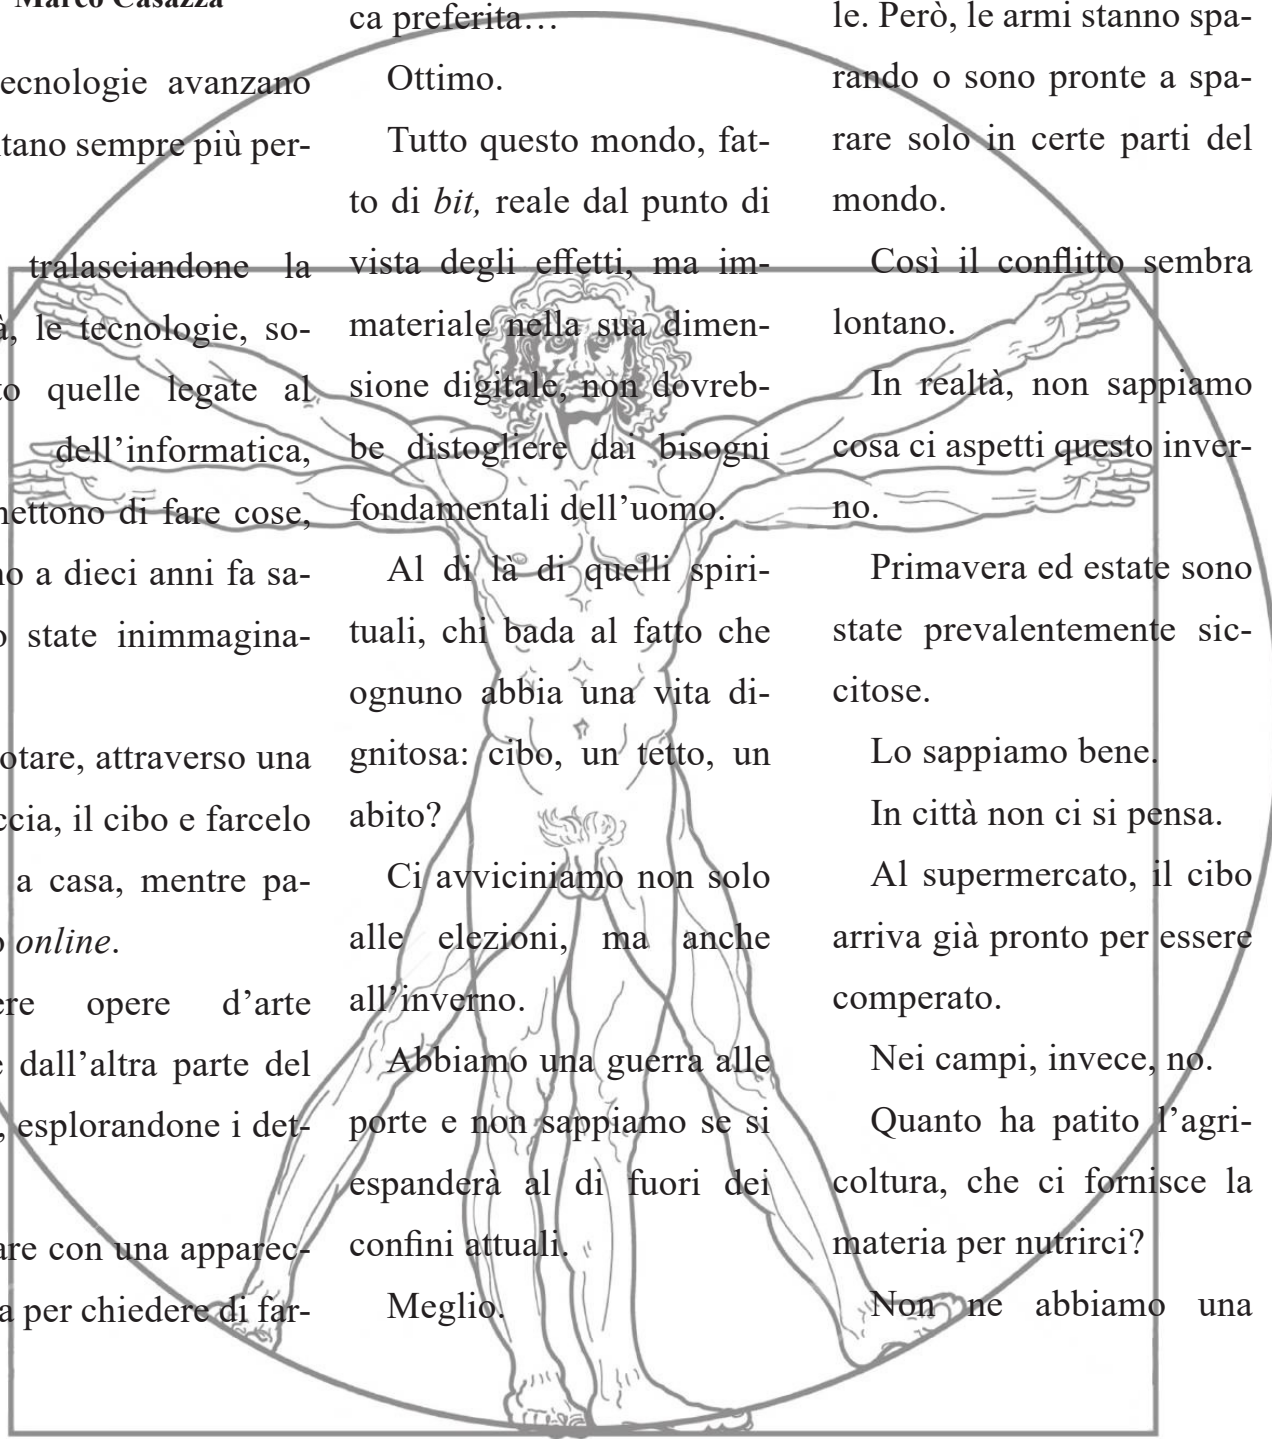 Marco Casazza
ecnologie avanzano
tano sempre più per-
tralasciandone la
à, le tecnologie, so-
to quelle legate al
dell'informatica,
nettono di fare cose,
no a dieci anni fa sa-
o state inimmagina-
otare, attraverso una
ccia, il cibo e farcelo
a casa, mentre pa-
o online.
ere opere d'arte
e dall'altra parte del
, esplorandone i det-
are con una apparec-
a per chiedere di far-
ca preferita…
Ottimo.
Tutto questo mondo, fat-
to di bit, reale dal punto di
vista degli effetti, ma im-
materiale nella sua dimen-
sione digitale, non dovreb-
be distogliere dai bisogni
fondamentali dell'uomo.
Al di là di quelli spiri-
tuali, chi bada al fatto che
ognuno abbia una vita di-
gnitosa: cibo, un tetto, un
abito?
Ci avviciniamo non solo
alle elezioni, ma anche
all'inverno.
Abbiamo una guerra alle
porte e non sappiamo se si
espanderà al di fuori dei
confini attuali.
Meglio.
le. Però, le armi stanno spa-
rando o sono pronte a spa-
rare solo in certe parti del
mondo.
Così il conflitto sembra
lontano.
In realtà, non sappiamo
cosa ci aspetti questo inver-
no.
Primavera ed estate sono
state prevalentemente sic-
citose.
Lo sappiamo bene.
In città non ci si pensa.
Al supermercato, il cibo
arriva già pronto per essere
comperato.
Nei campi, invece, no.
Quanto ha patito l'agri-
coltura, che ci fornisce la
materia per nutrirci?
Non ne abbiamo una